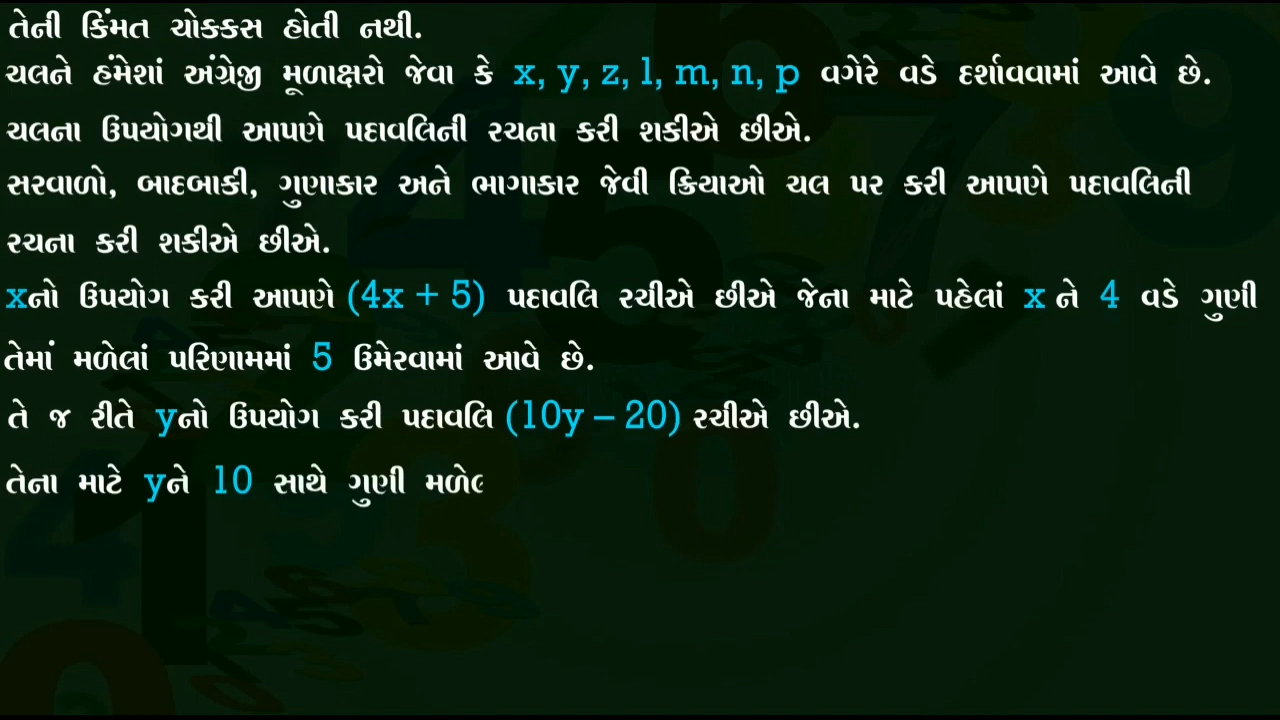 તેની કિંમત ચોકકસ હોતી નથી.
ચલને હંમેશાં અંગ્રેજી મૂળાક્ષરો જેવા કે x, y, z, l, m, n, p વગેરે વડે દર્શાવવામાં આવે છે.
ચલના ઉપયોગથી આપણે પદાવલિની રચના કરી શકીએ છીએ.
સરવાળો, બાદબાકી, ગુણાકાર અને ભાગાકાર જેવી ક્રિયાઓ ચલ પર કરી આપણે પદાવલિની
રચના કરી શકીએ છીએ.
xનો ઉપયોગ કરી આપણે (4x + 5) પદાવલિ રચીએ છીએ જેના માટે પહેલાં x ને 4 વડે ગુણી
તેમાં મળેલાં પરિણામમાં 5 ઉમેરવામાં આવે છે.
તે જ રીતે yનો ઉપયોગ કરી પદાવલિ (10y – 20) રચીએ છીએ.
તેના માટે yને 10 સાથે ગુણી